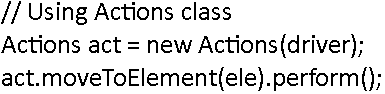 // Using Actions class
Actions act = new Actions(driver);
act.moveToElement(ele).perform();